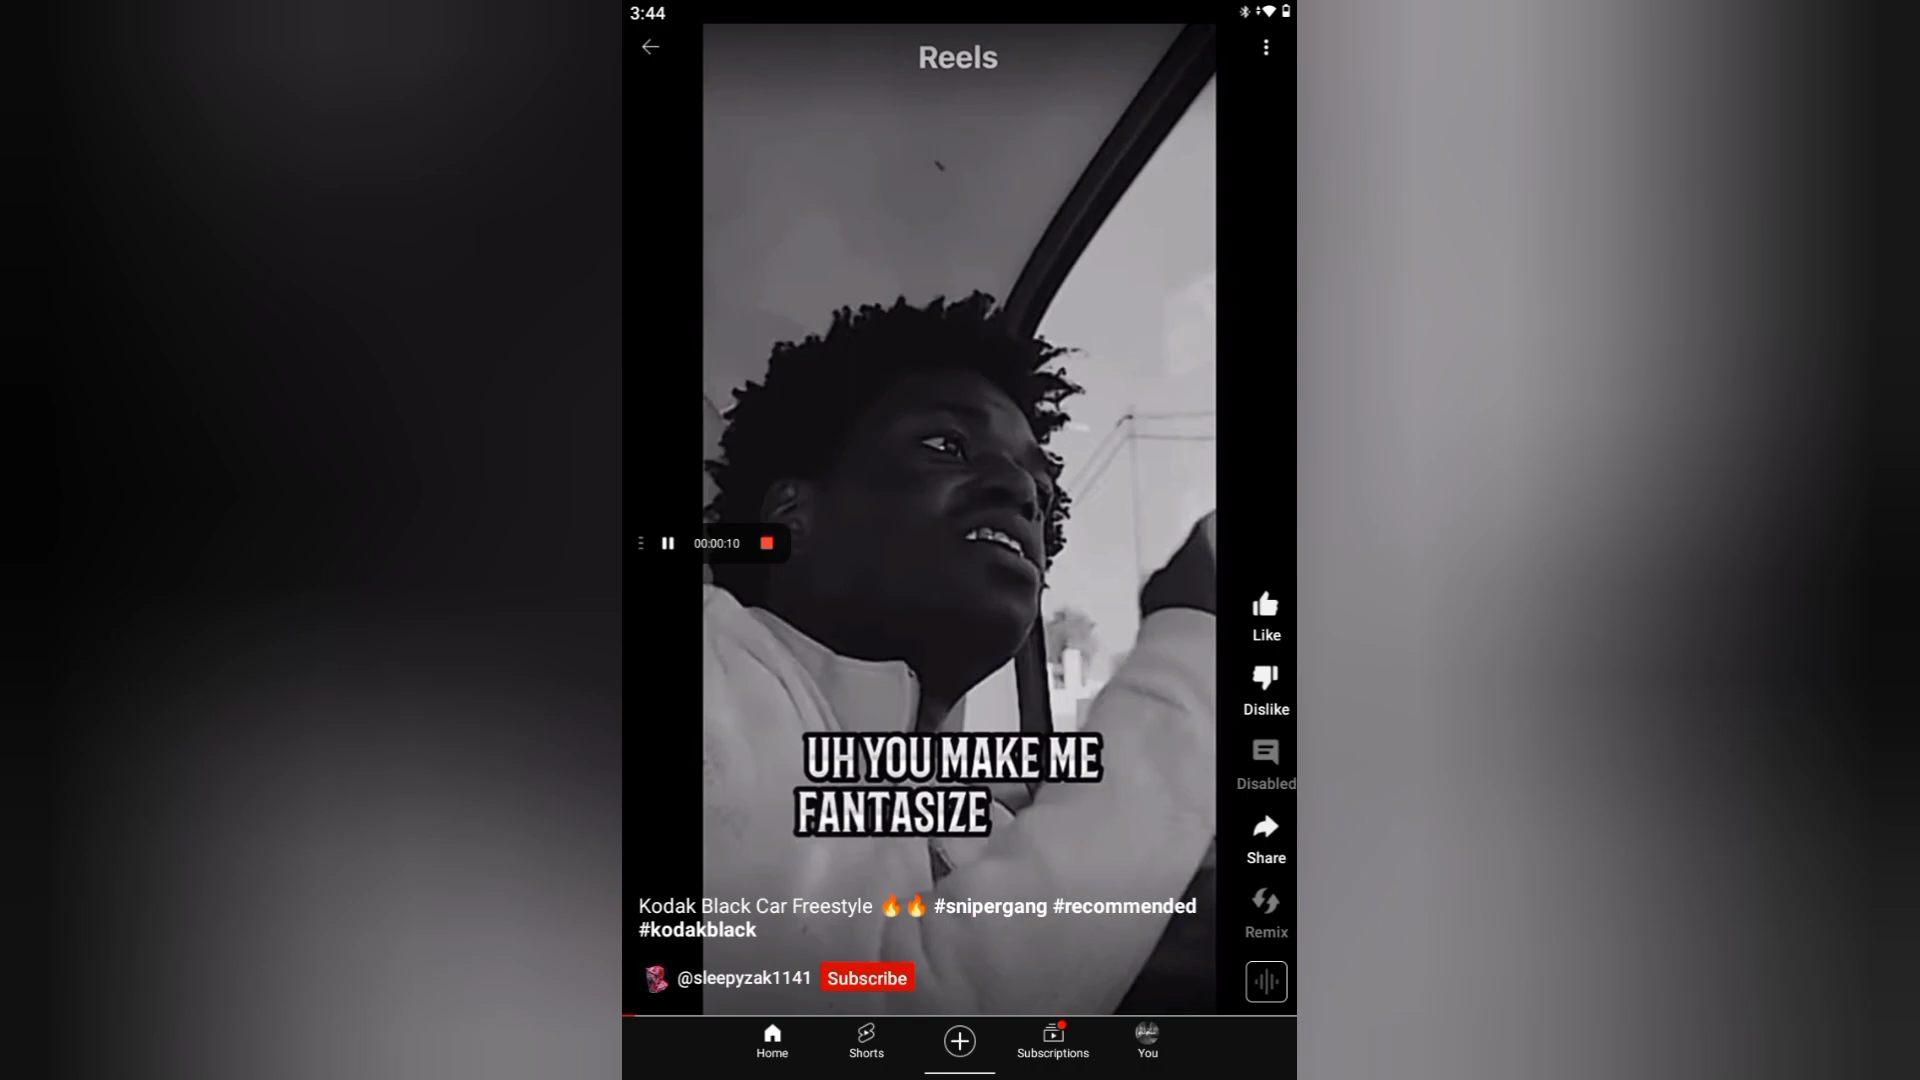 3:44
Reels
00:00:10
UH YOU MAKE ME
FANTASIZE
Like
Dislike
Disabled
Share
Remix
Kodak Black Car Freestyle 🔥🔥 #snipergang #recommended
#kodakblack
@sleepyzak1141 Subscribe
Home Shorts Subscriptions You